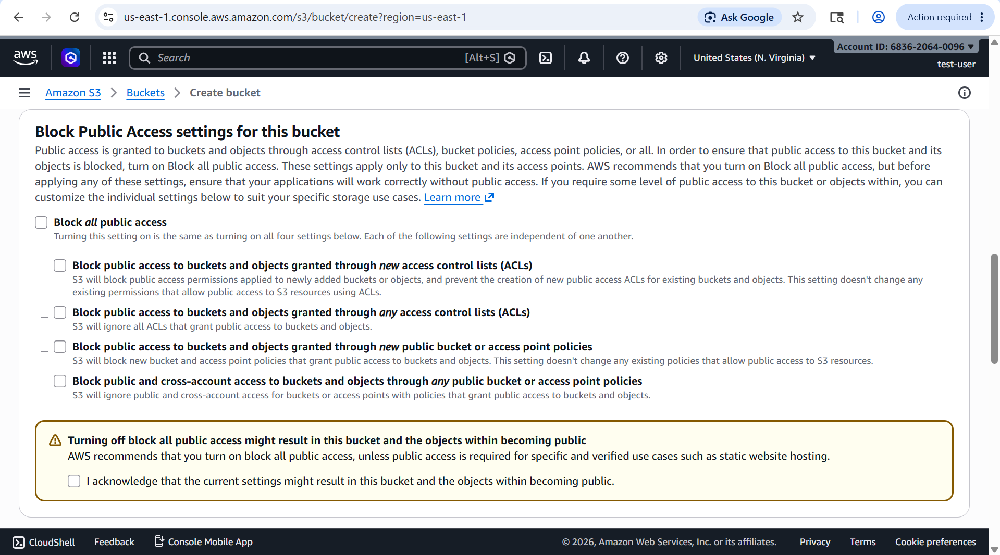 us-east-1.console.aws.amazon.com/s3/bucket/create?region=us-east-1
Ask Google
Action required
aws
Search
[Alt+S]
United States (N. Virginia)
Account ID: 6836-2064-0096
test-user
Amazon S3
Buckets
Create bucket
Block Public Access settings for this bucket
Public access is granted to buckets and objects through access control lists (ACLs), bucket policies, access point policies, or all. In order to ensure that public access to this bucket and its
objects is blocked, turn on Block all public access. These settings apply only to this bucket and its access points. AWS recommends that you turn on Block all public access, but before
applying any of these settings, ensure that your applications will work correctly without public access. If you require some level of public access to this bucket or objects within, you can
customize the individual settings below to suit your specific storage use cases. Learn more
Block all public access
Turning this setting on is the same as turning on all four settings below. Each of the following settings are independent of one another.
Block public access to buckets and objects granted through new access control lists (ACLs)
S3 will block public access permissions applied to newly added buckets or objects, and prevent the creation of new public access ACLs for existing buckets and objects. This setting doesn't change any
existing permissions that allow public access to S3 resources using ACLs.
Block public access to buckets and objects granted through any access control lists (ACLs)
S3 will ignore all ACLs that grant public access to buckets and objects.
Block public access to buckets and objects granted through new public bucket or access point policies
S3 will block new bucket and access point policies that grant public access to buckets and objects. This setting doesn't change any existing policies that allow public access to S3 resources.
Block public and cross-account access to buckets and objects through any public bucket or access point policies
S3 will ignore public and cross-account access for buckets or access points with policies that grant public access to buckets and objects.
Turning off block all public access might result in this bucket and the objects within becoming public
AWS recommends that you turn on block all public access, unless public access is required for specific and verified use cases such as static website hosting.
I acknowledge that the current settings might result in this bucket and the objects within becoming public.
CloudShell
Feedback
Console Mobile App
© 2026, Amazon Web Services, Inc. or its affiliates.
Privacy
Terms
Cookie preferences